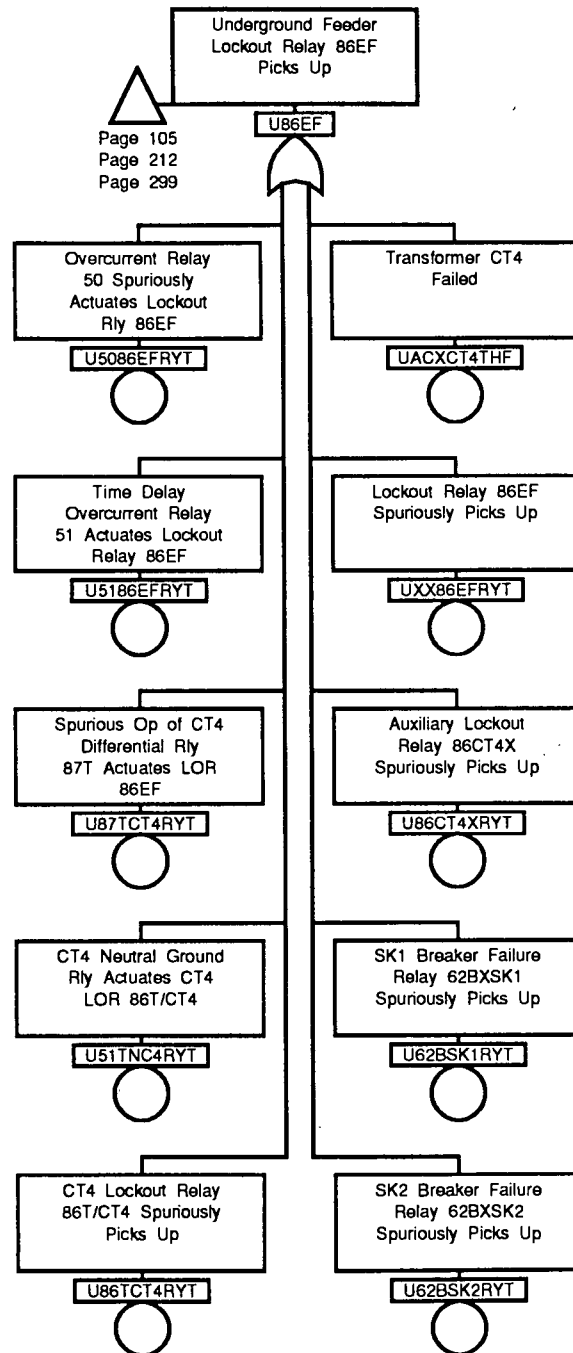 Underground Feeder
Lockout Relay 86EF
Picks Up
U86EF
Page 105
Page 212
Page 299
Overcurrent Relay
50 Spuriously
Actuates Lockout
Rly 86EF
U5086EFRYT
Transformer CT4
Failed
UACXCT4THF
Time Delay
Overcurrent Relay
51 Actuates Lockout
Relay 86EF
U5186EFRYT
Lockout Relay 86EF
Spuriously Picks Up
UXX86EFRYT
Spurious Op of CT4
Differential Rly
87T Actuates LOR
86EF
U87TCT4RYT
Auxiliary Lockout
Relay 86CT4X
Spuriously Picks Up
U86CT4XRYT
CT4 Neutral Ground
Rly Actuates CT4
LOR 86T/CT4
U51TNC4RYT
SK1 Breaker Failure
Relay 62BXSK1
Spuriously Picks Up
U62BSK1RYT
CT4 Lockout Relay
86T/CT4 Spuriously
Picks Up
U86TCT4RYT
SK2 Breaker Failure
Relay 62BXSK2
Spuriously Picks Up
U62BSK2RYT